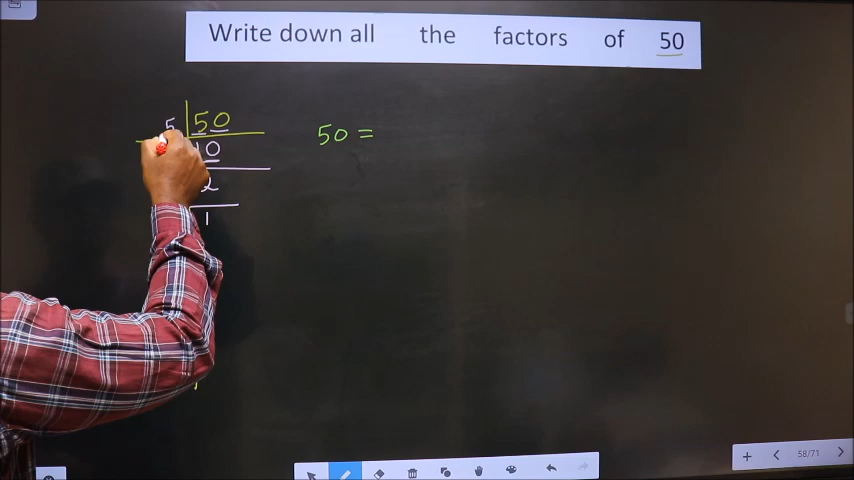 Write down all the factors of 50
5 50
10 50 =
2
1
58/71